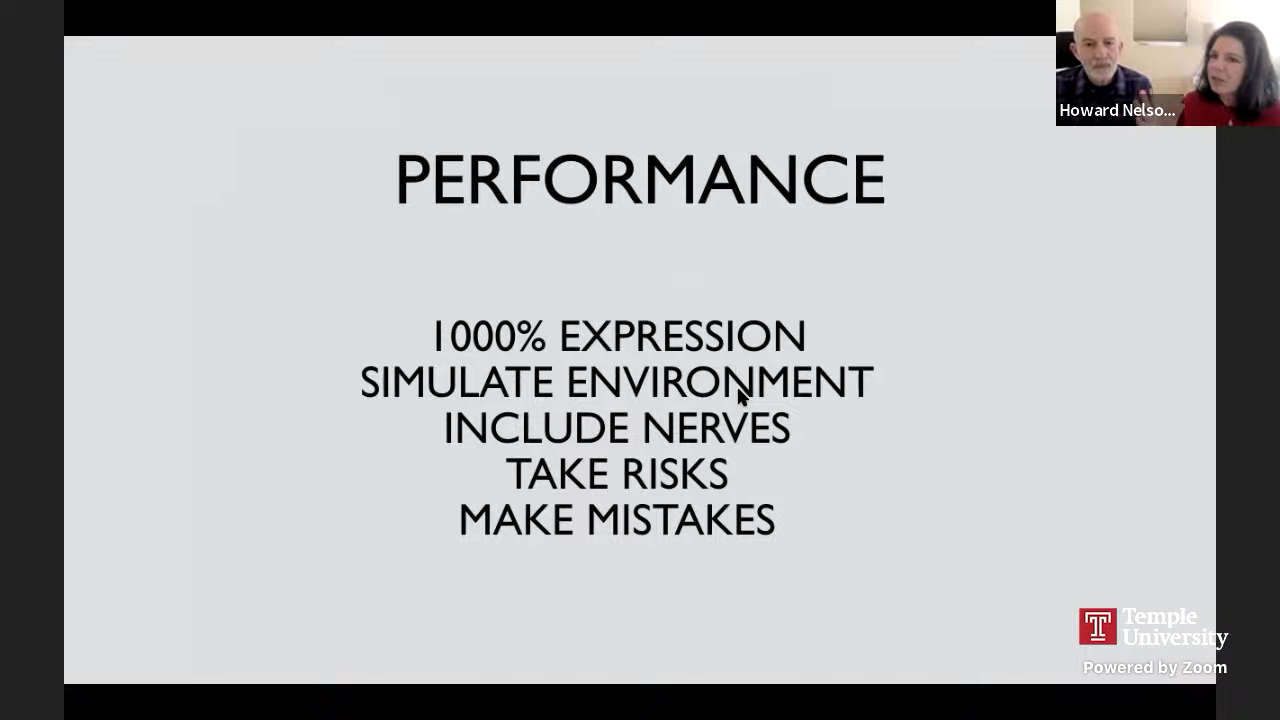 Howard Nelso...
PERFORMANCE
1000% EXPRESSION
SIMULATE ENVIRONMENT
INCLUDE NERVES
TAKE RISKS
MAKE MISTAKES
T Temple
University
Powered by Zoom